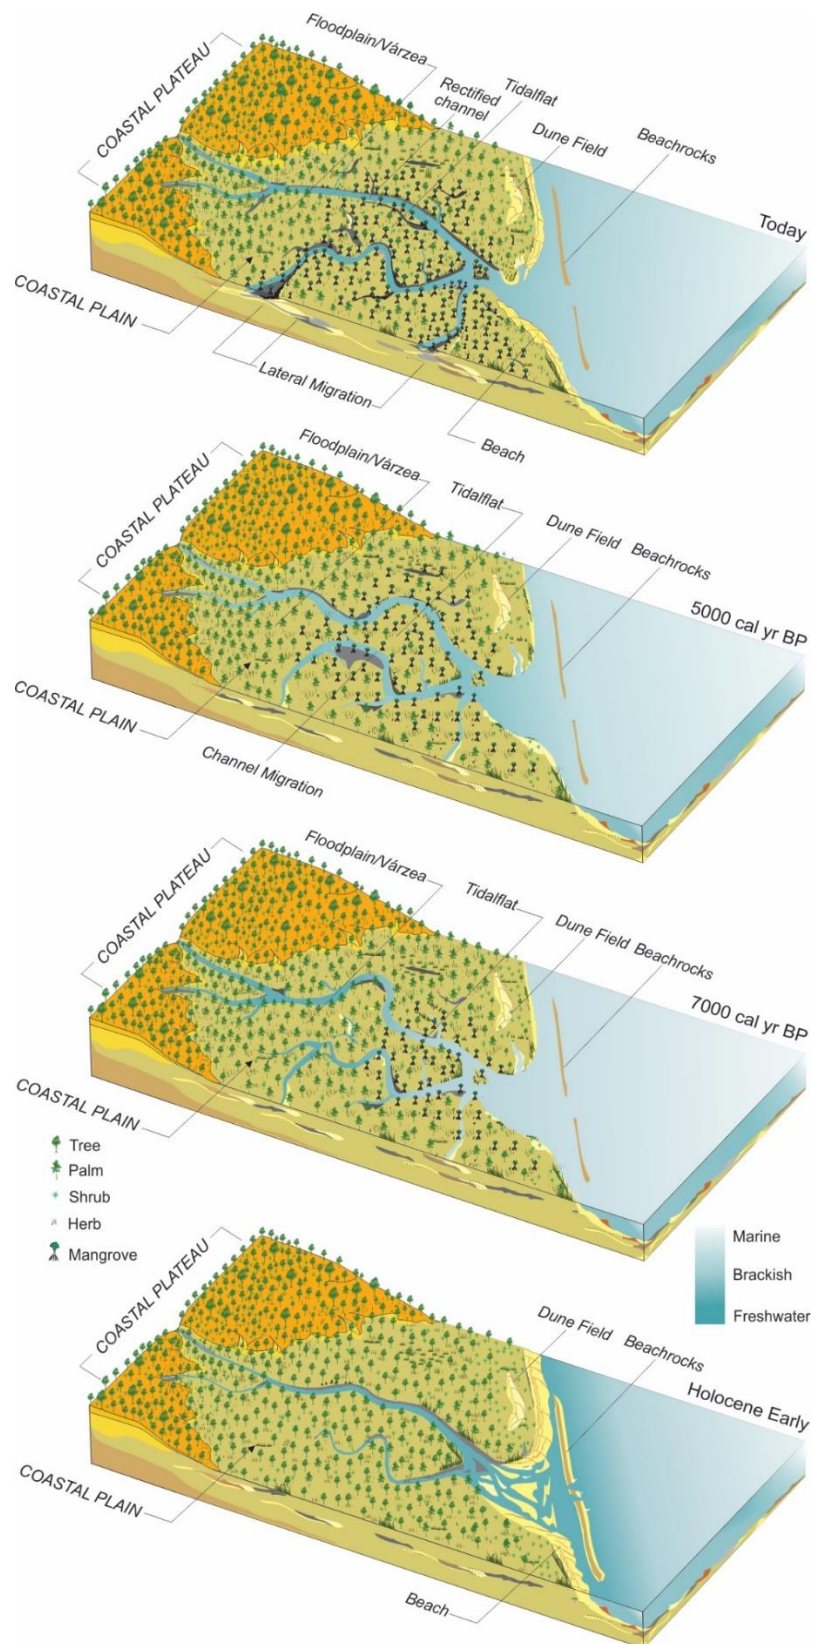 Floodplain/Várzea
COASTAL PLATEAU
Rectified
channel
Tidalflat
Dune Field
Beachrocks
Today
COASTAL PLAIN
Lateral Migration
Beach
Floodplain/Várzea
COASTAL PLATEAU
Tidalflat
Dune Field
Beachrocks
5000 cal yr BP
COASTAL PLAIN
Channel Migration
Floodplain/Várzea
COASTAL PLATEAU
Tidalflat
Dune Field
Beachrocks
7000 cal yr BP
COASTAL PLAIN
Tree
Palm
Shrub
Herb
Mangrove
Marine
Brackish
Freshwater
COASTAL PLATEAU
Dune Field
Beachrocks
Holocene Early
COASTAL PLAIN
Beach